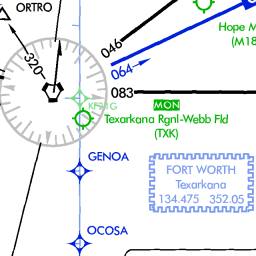 ORTRO
046
Hope M
(M18
320
064
083
MON
Texarkana Rgnl-Webb Fld
(TXK)
GENOA
FORT WORTH
Texarkana
134.475 352.05
OCOSA